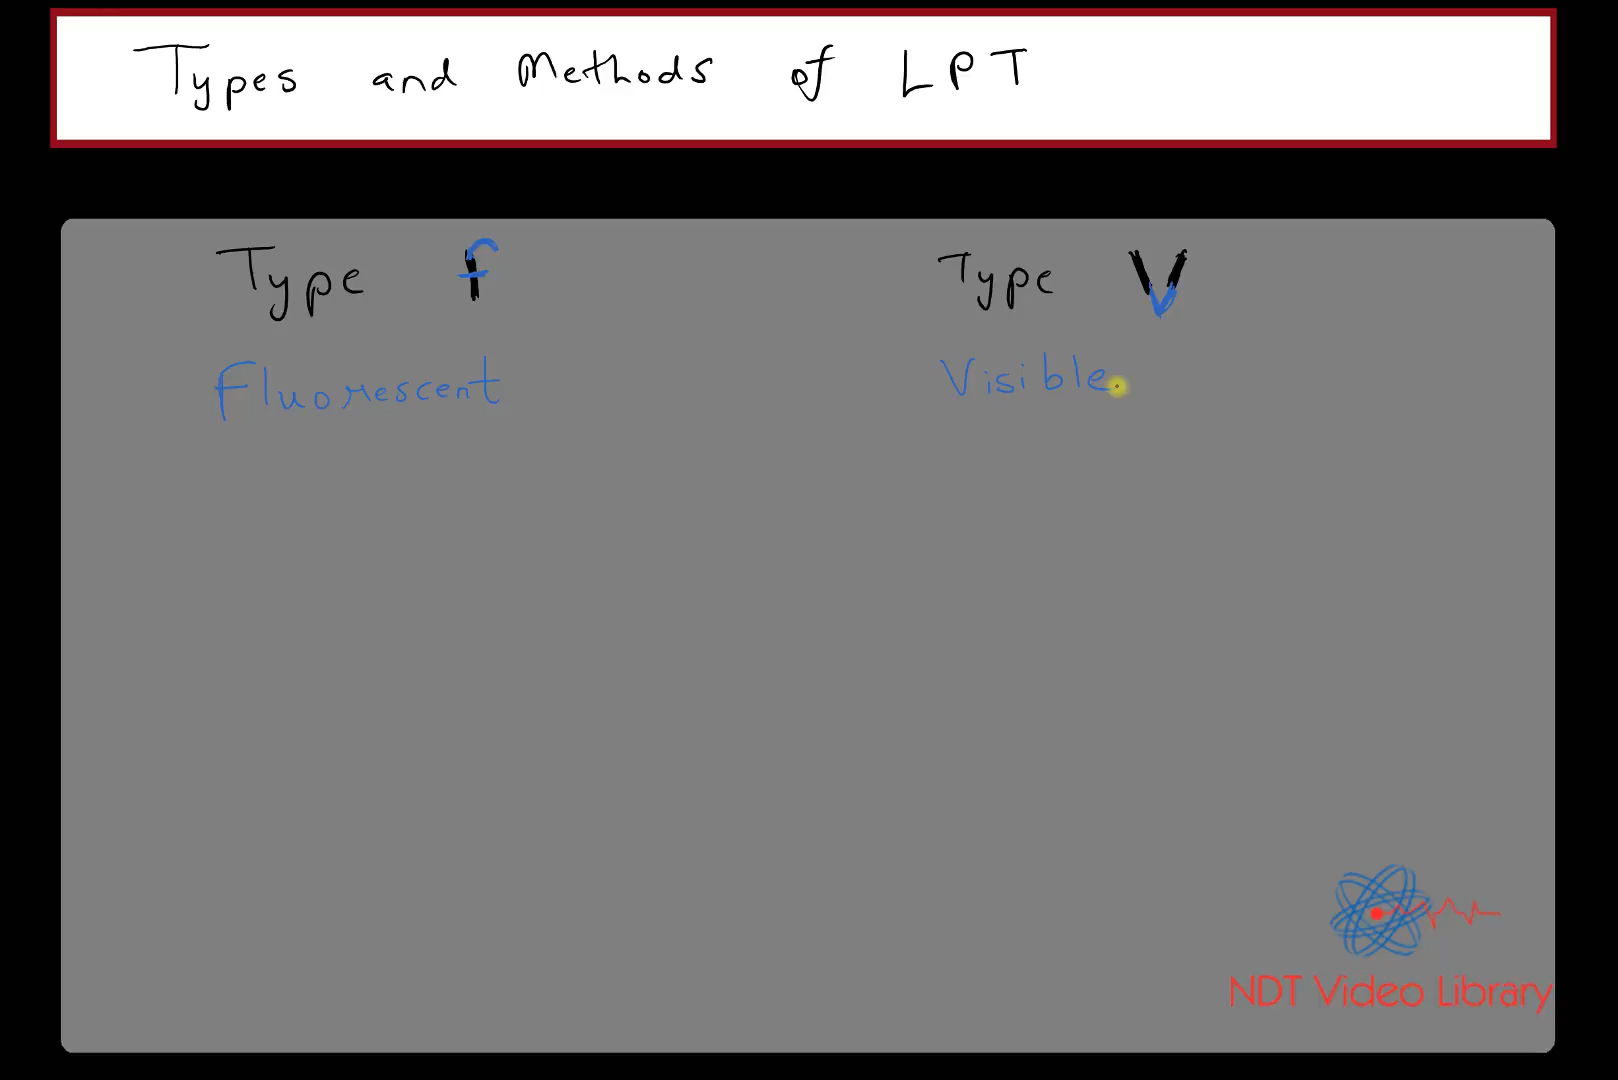 Types and Methods of LPT
Type f
Type V
Fluorescent
Visible
NDT Video Library